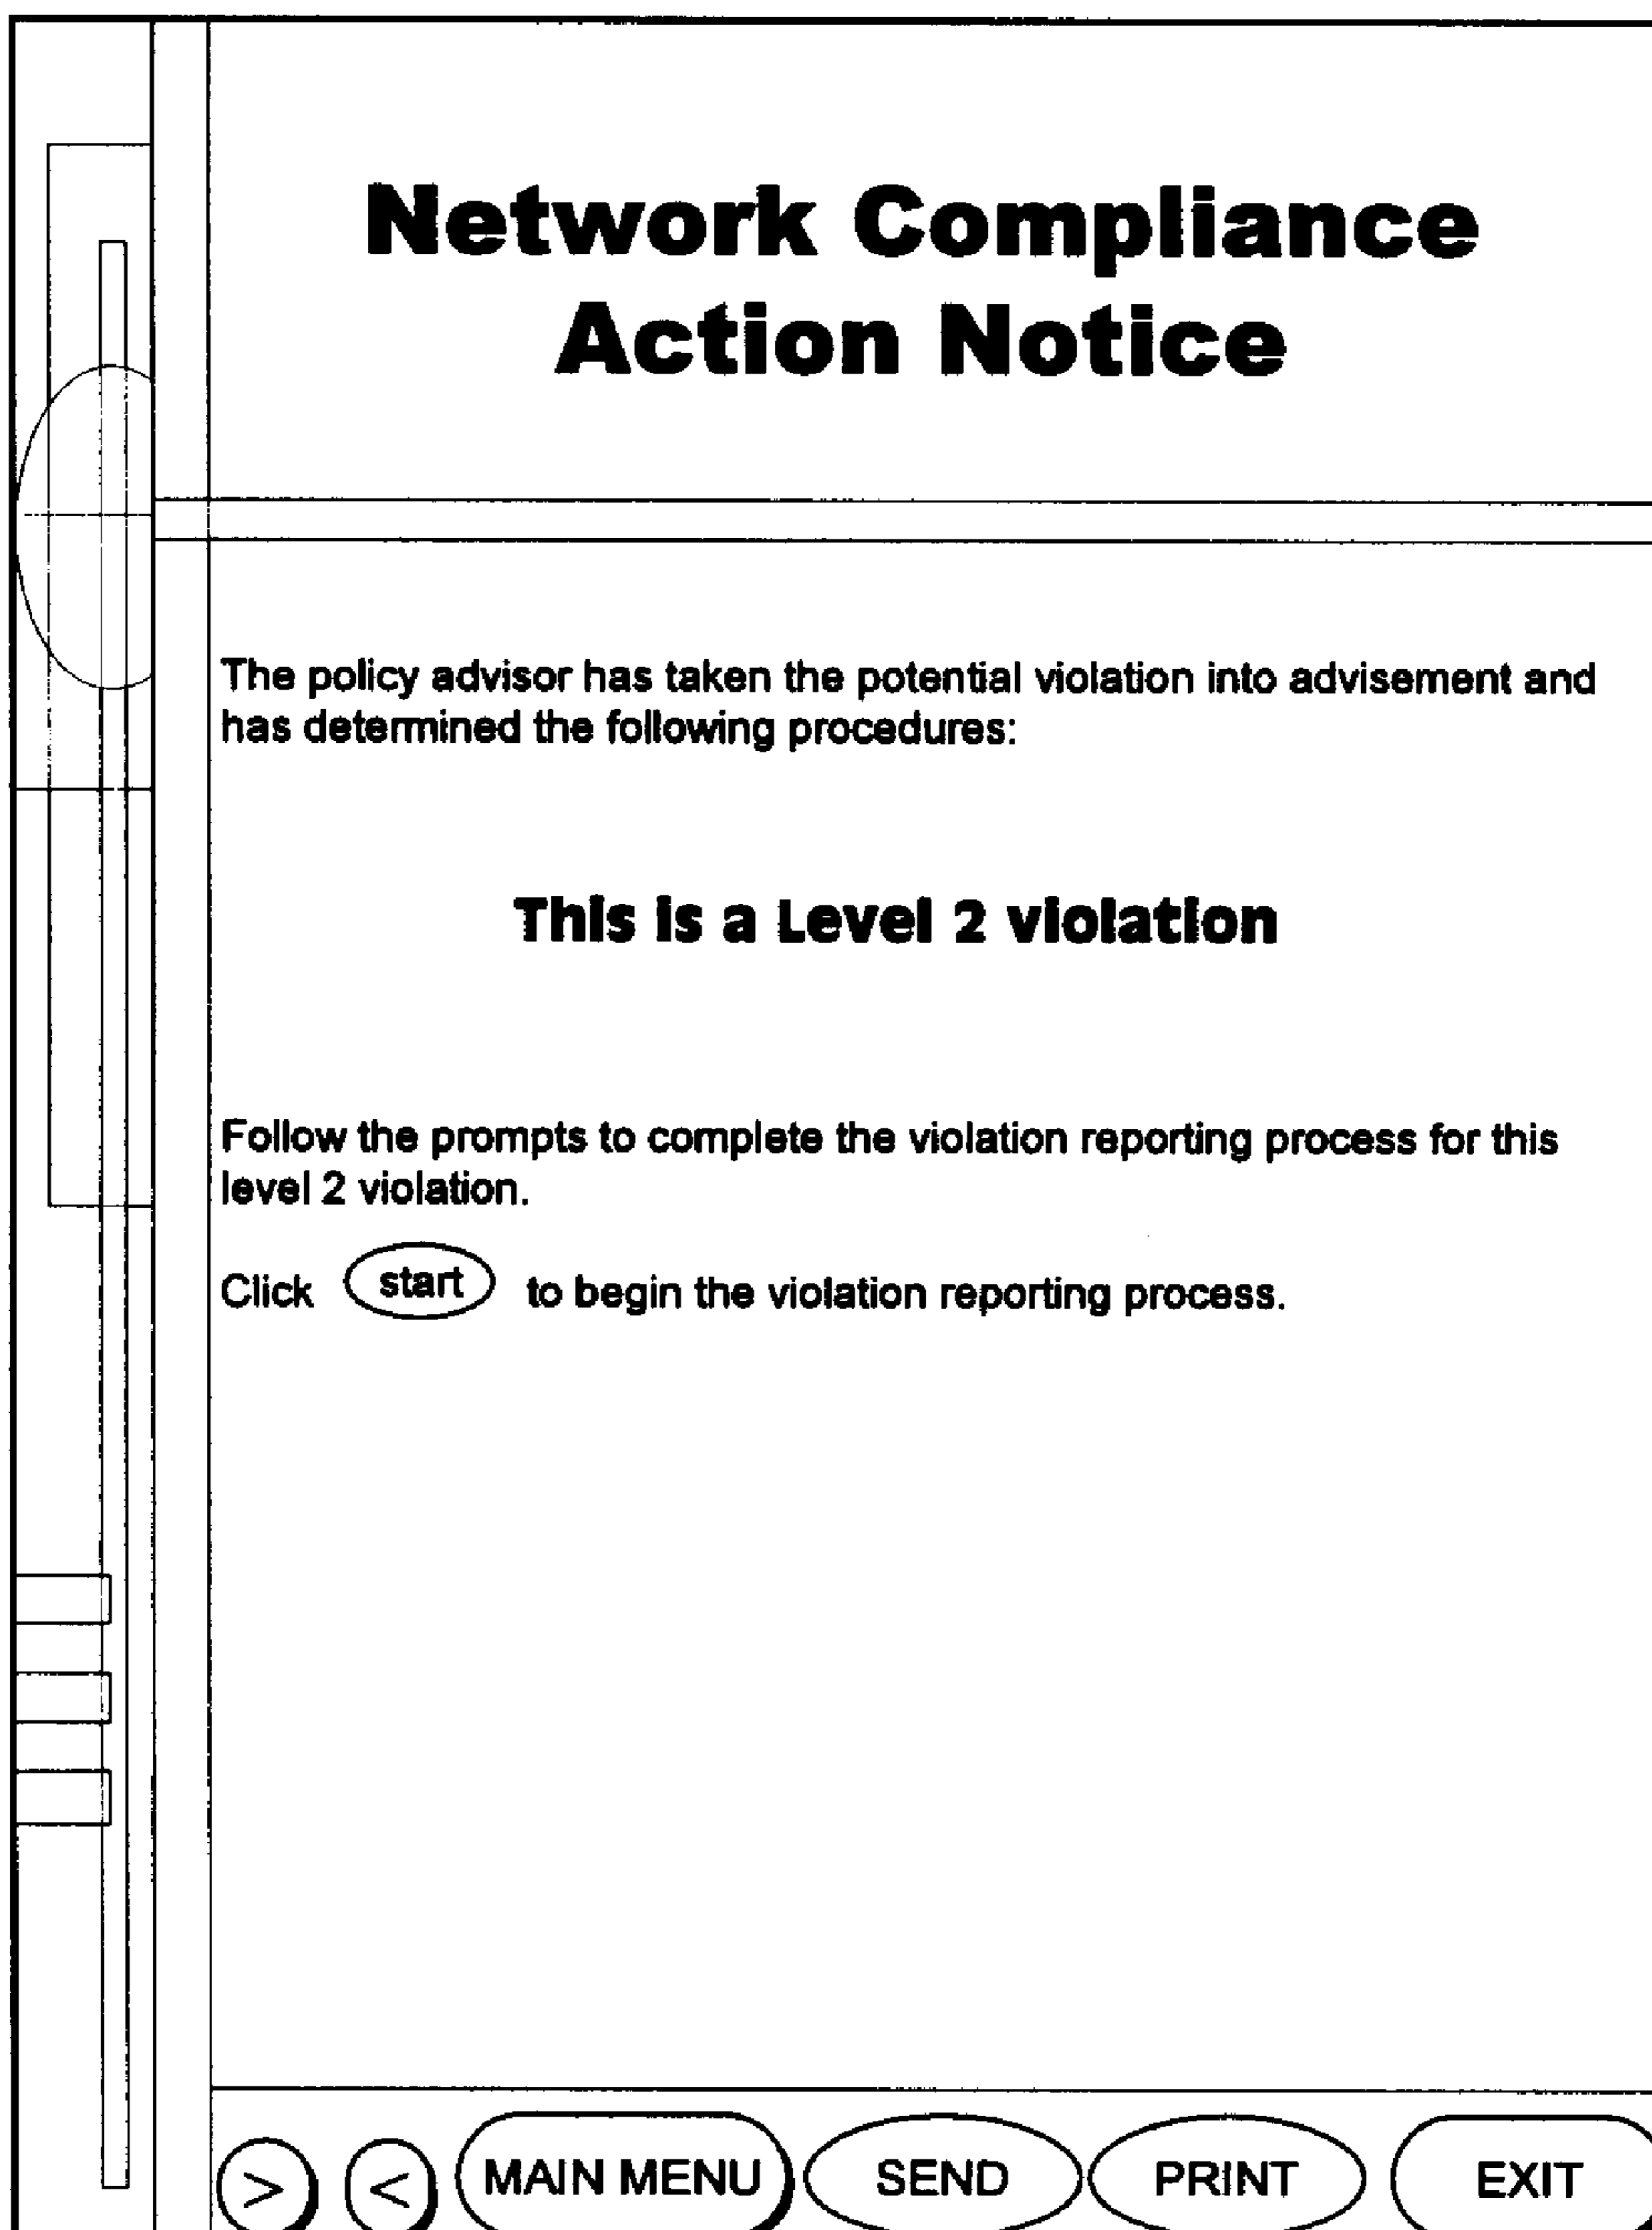 Network Compliance
Action Notice
The policy advisor has taken the potential violation into advisement and
has determined the following procedures:
This is a Level 2 violation
Follow the prompts to complete the violation reporting process for this
level 2 violation.
Click start to begin the violation reporting process.
> < MAIN MENU SEND PRINT EXIT